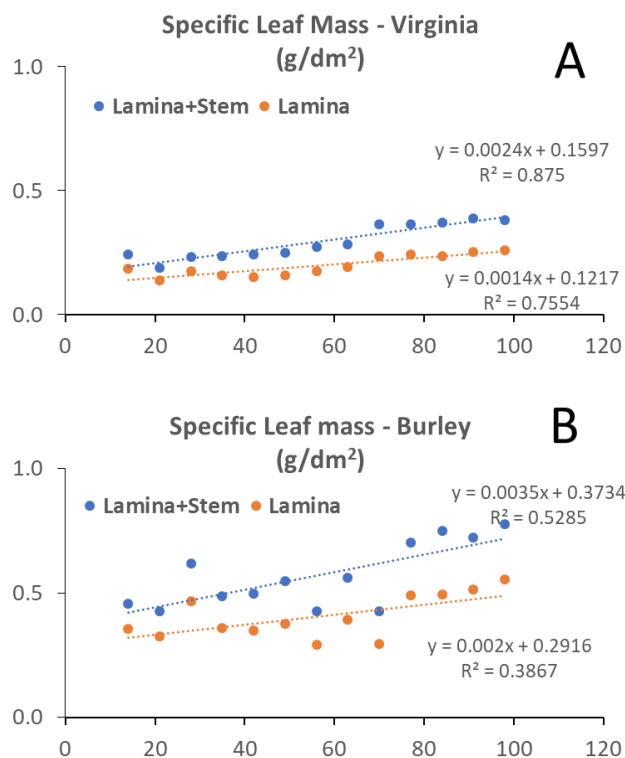 Specific Leaf Mass - Virginia
(g/dm²)
A
1.0
Lamina+Stem Lamina
y = 0.0024x + 0.1597
R² = 0.875
0.5
y = 0.0014x + 0.1217
R² = 0.7554
0.0
0 20 40 60 80 100 120
Specific Leaf mass - Burley
(g/dm²)
B
1.0
Lamina+Stem Lamina
y = 0.0035x + 0.3734
R² = 0.5285
0.5
y = 0.002x + 0.2916
R² = 0.3867
0.0
0 20 40 60 80 100 120